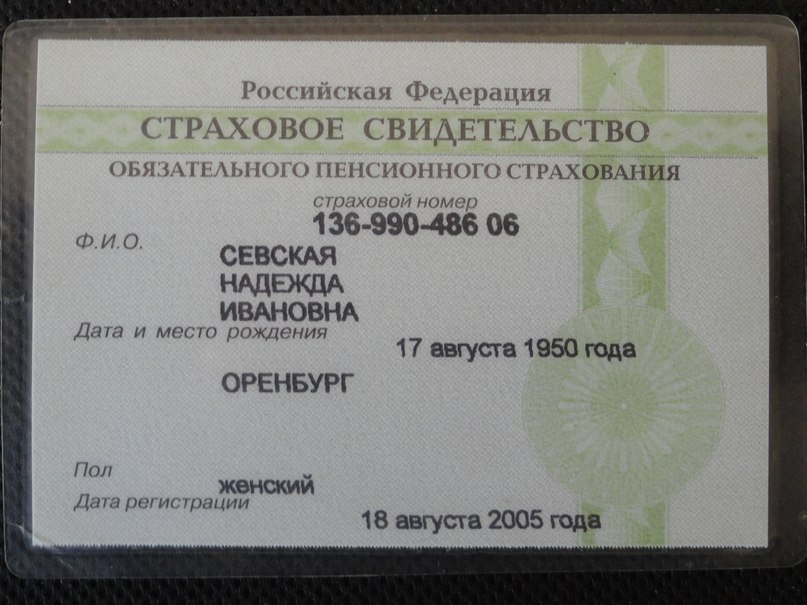 Российская Федерация
СТРАХОВОЕ СВИДЕТЕЛЬСТВО
ОБЯЗАТЕЛЬНОГО ПЕНСИОННОГО СТРАХОВАНИЯ
страховой номер
136-990-486 06
Ф.И.О.
СЕВСКАЯ
НАДЕЖДА
ИВАНОВНА
Дата и место рождения
17 августа 1950 года
ОРЕНБУРГ
Пол
женский
Дата регистрации
18 августа 2005 года